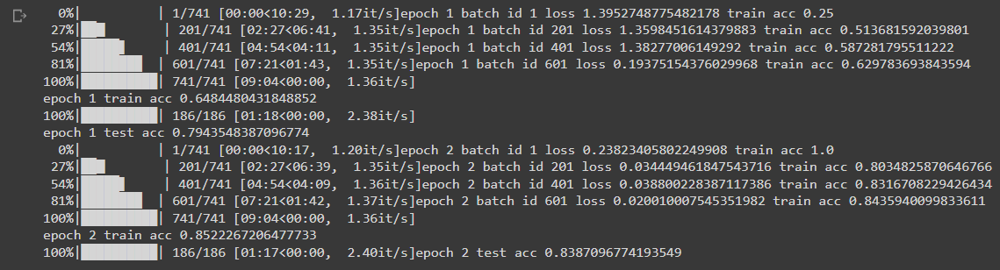 0%| | 1/741 [00:00<10:29, 1.17it/s]epoch 1 batch id 1 loss 1.3952748775482178 train acc 0.25
27%|██▋ | 201/741 [02:27<06:41, 1.35it/s]epoch 1 batch id 201 loss 1.3598451614379883 train acc 0.513681592039801
54%|█████▍ | 401/741 [04:54<04:11, 1.35it/s]epoch 1 batch id 401 loss 1.38277006149292 train acc 0.587281795511222
81%|████████ | 601/741 [07:21<01:43, 1.35it/s]epoch 1 batch id 601 loss 0.19375154376029968 train acc 0.629783693843594
100%|██████████| 741/741 [09:04<00:00, 1.36it/s]
epoch 1 train acc 0.6484480431848852
100%|██████████| 186/186 [01:18<00:00, 2.38it/s]
epoch 1 test acc 0.7943548387096774
0%| | 1/741 [00:00<10:17, 1.20it/s]epoch 2 batch id 1 loss 0.23823405802249908 train acc 1.0
27%|██▋ | 201/741 [02:27<06:39, 1.35it/s]epoch 2 batch id 201 loss 0.034449461847543716 train acc 0.8034825870646766
54%|█████▍ | 401/741 [04:54<04:09, 1.36it/s]epoch 2 batch id 401 loss 0.038800228387117386 train acc 0.8316708229426434
81%|████████ | 601/741 [07:21<01:42, 1.37it/s]epoch 2 batch id 601 loss 0.020010007545351982 train acc 0.8435940099833611
100%|██████████| 741/741 [09:04<00:00, 1.36it/s]
epoch 2 train acc 0.8522267206477733
100%|██████████| 186/186 [01:17<00:00, 2.40it/s]epoch 2 test acc 0.8387096774193549